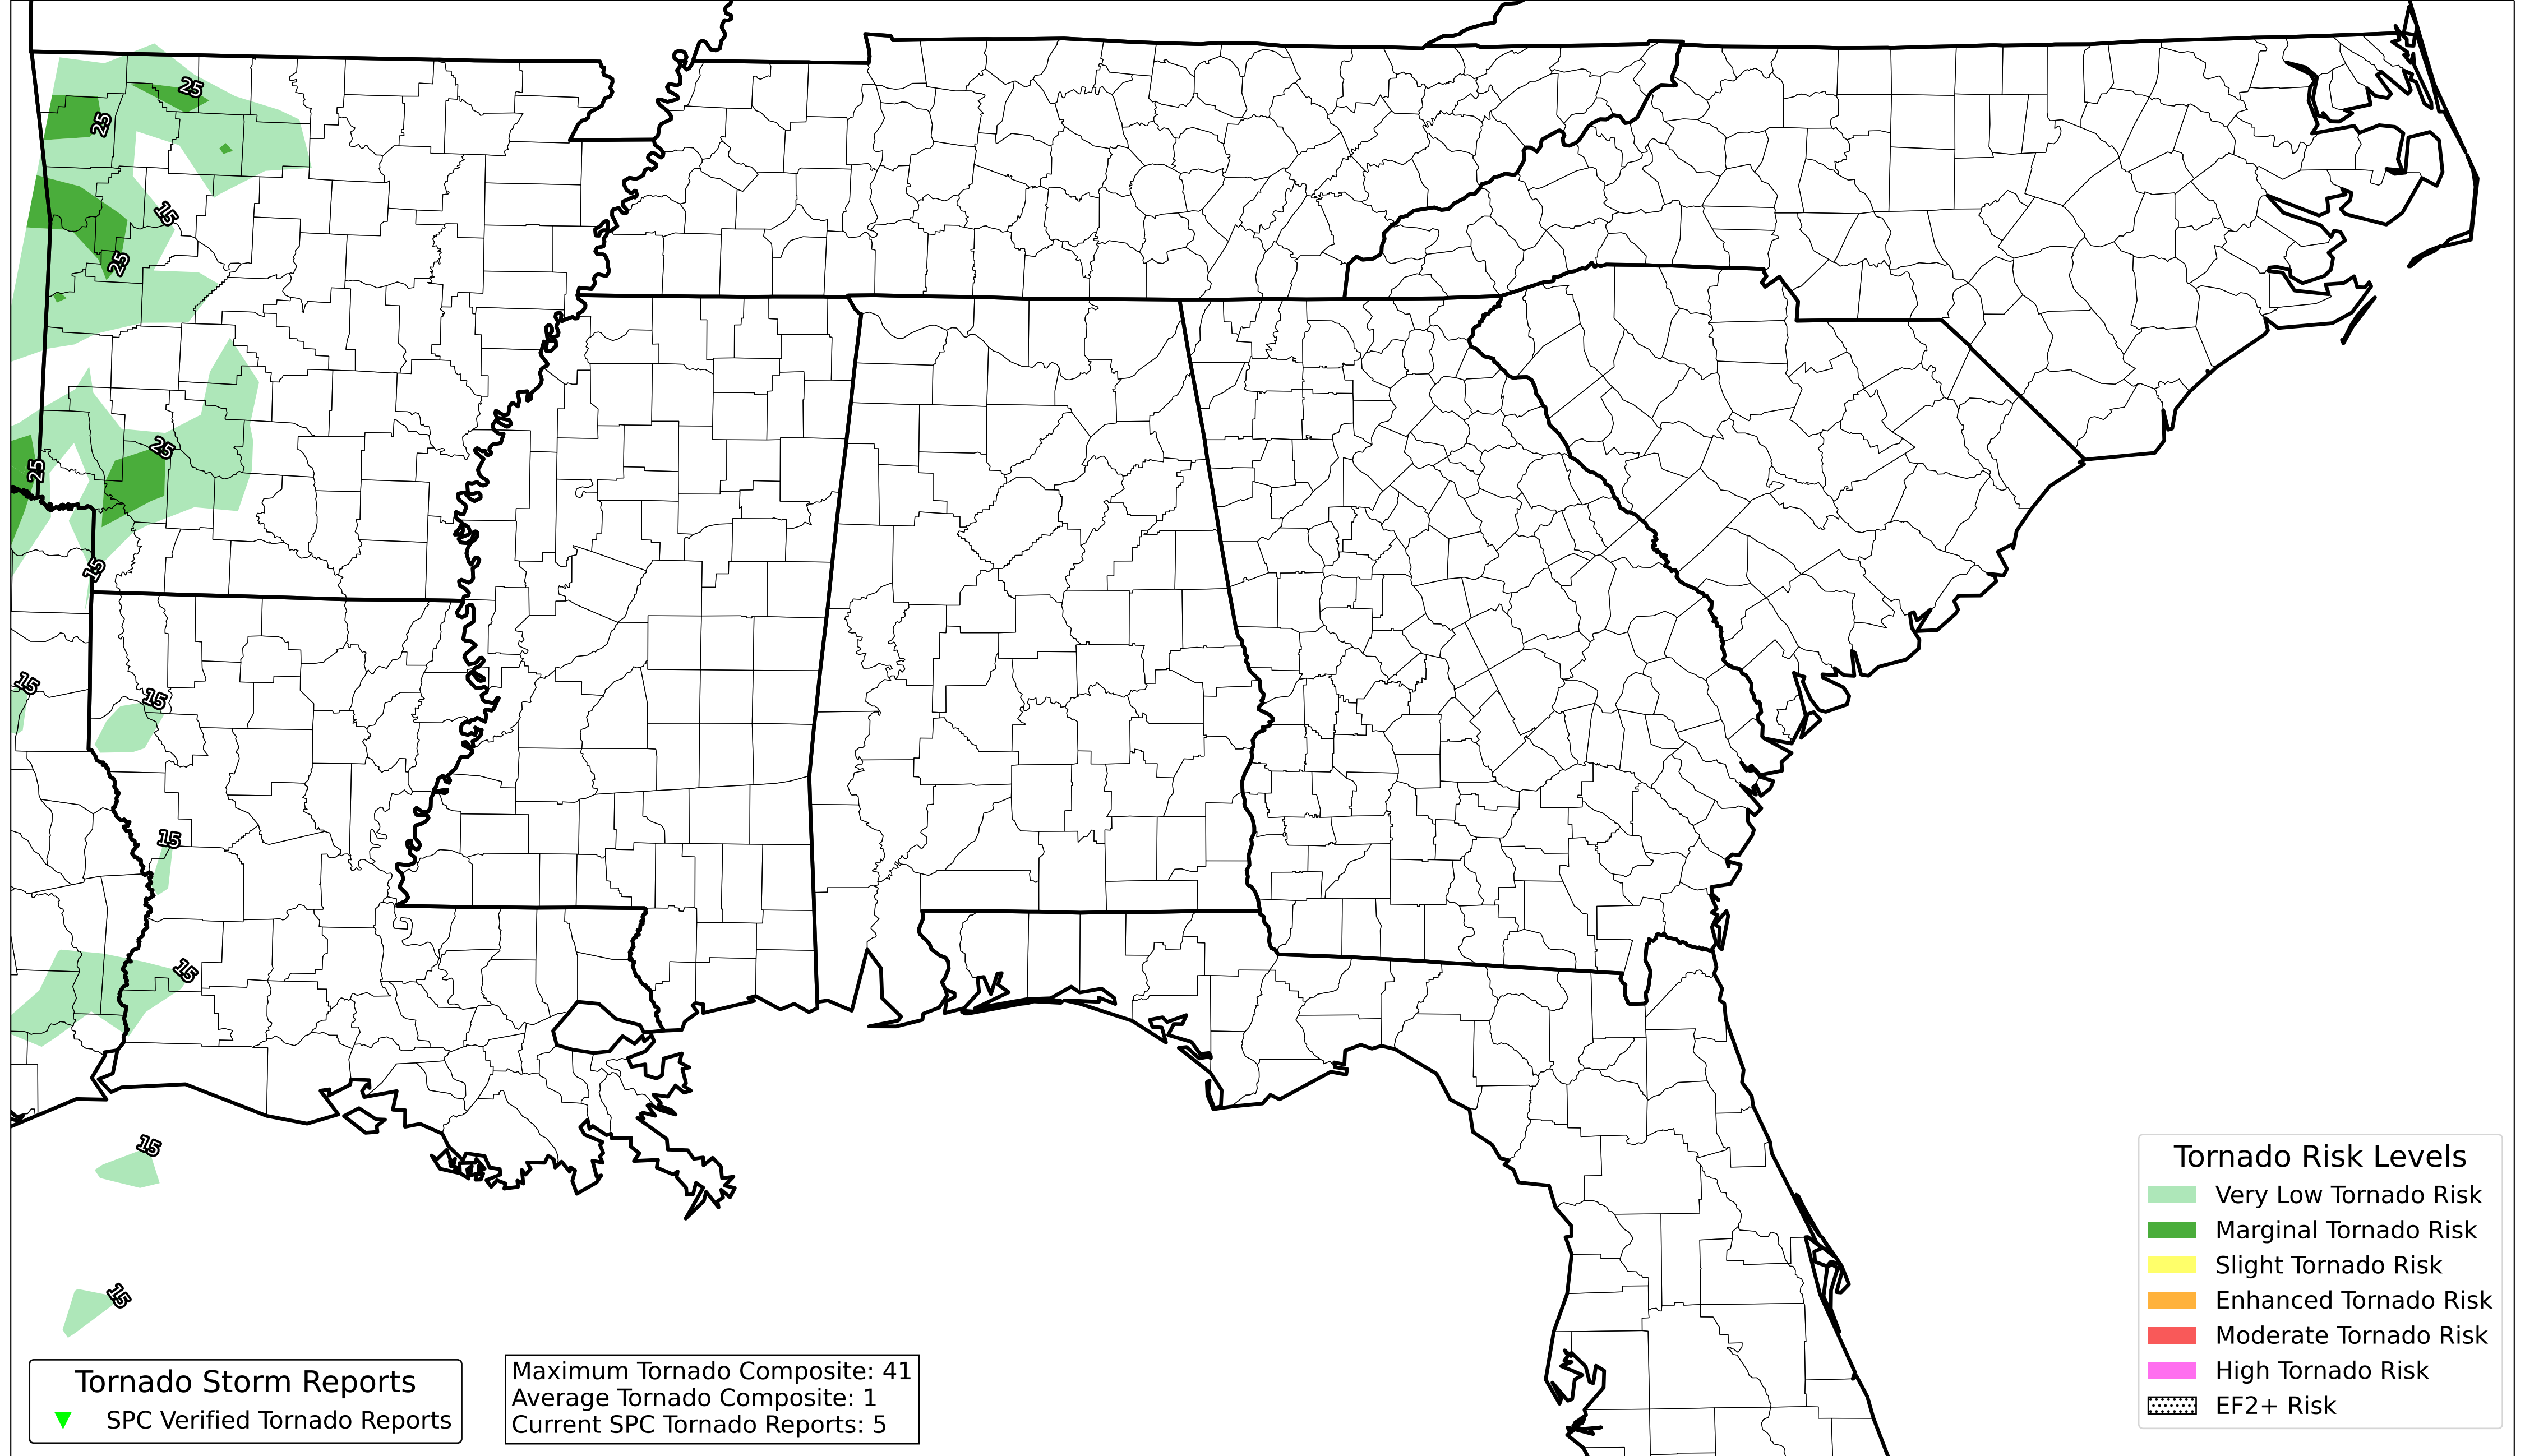 25
25
15
25
25
25
15
15
15
15
15
15
15
Tornado Storm Reports
SPC Verified Tornado Reports
Maximum Tornado Composite: 41
Average Tornado Composite: 1
Current SPC Tornado Reports: 5
Tornado Risk Levels
Very Low Tornado Risk
Marginal Tornado Risk
Slight Tornado Risk
Enhanced Tornado Risk
Moderate Tornado Risk
High Tornado Risk
EF2+ Risk